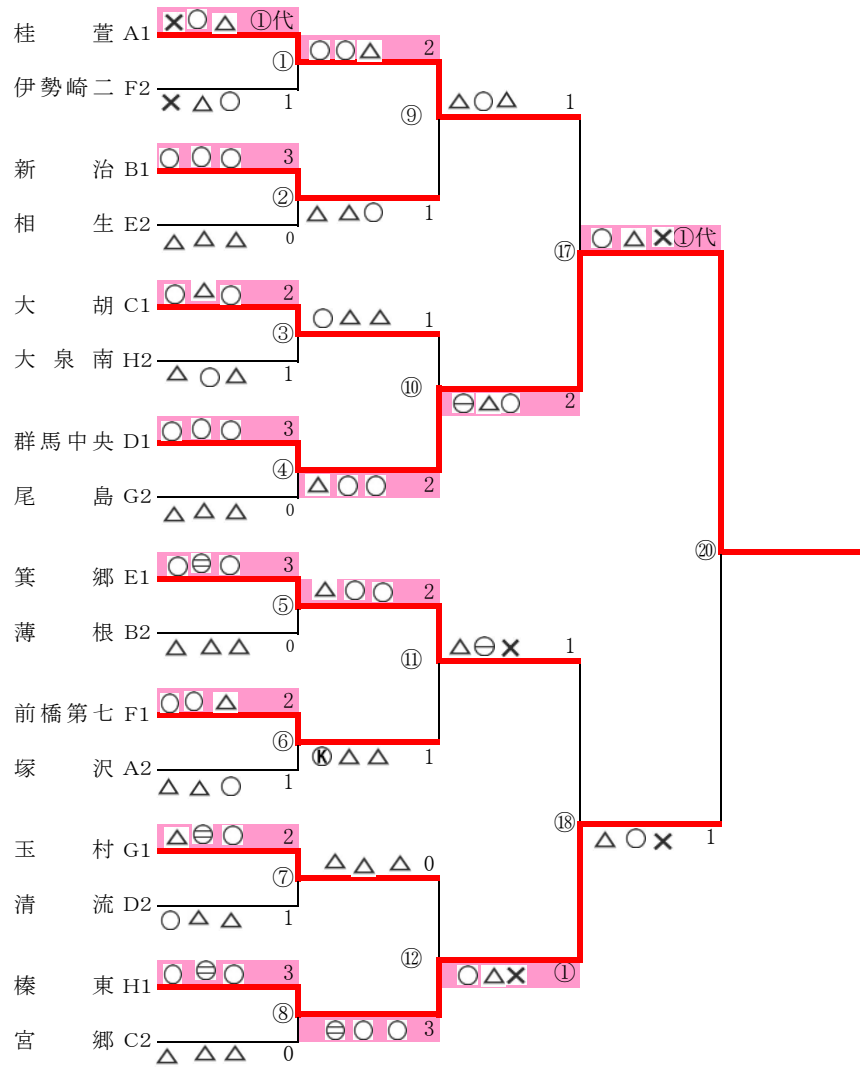 ✕○△ ①代
桂萱 A1
①
○○△ 2
伊勢崎二 F2
✕△○ 1
⑨
△○△ 1
○○○ 3
新治 B1
②
相生 E2
△△○ 1
△△△ 0
⑰
○△✕①代
○△○ 2
大胡 C1
③
○△△ 1
大泉南 H2
△○△ 1
⑩
⊖△○ 2
○○○ 3
群馬中央 D1
④
尾島 G2
△○○ 2
△△△ 0
⑳
○㊀○ 3
箕郷 E1
⑤
△○○ 2
薄根 B2
△△△ 0
⑪
△⊖✕ 1
○○△ 2
前橋第七 F1
⑥
塚沢 A2
Ⓚ△△ 1
△△○ 1
⑱
△○✕ 1
△㊁○ 2
玉村 G1
⑦
△△△ 0
清流 D2
○△△ 1
⑫
○△✕ ①
○㊁○ 3
榛東 H1
⑧
宮郷 C2
㊁○○ 3
△△△ 0